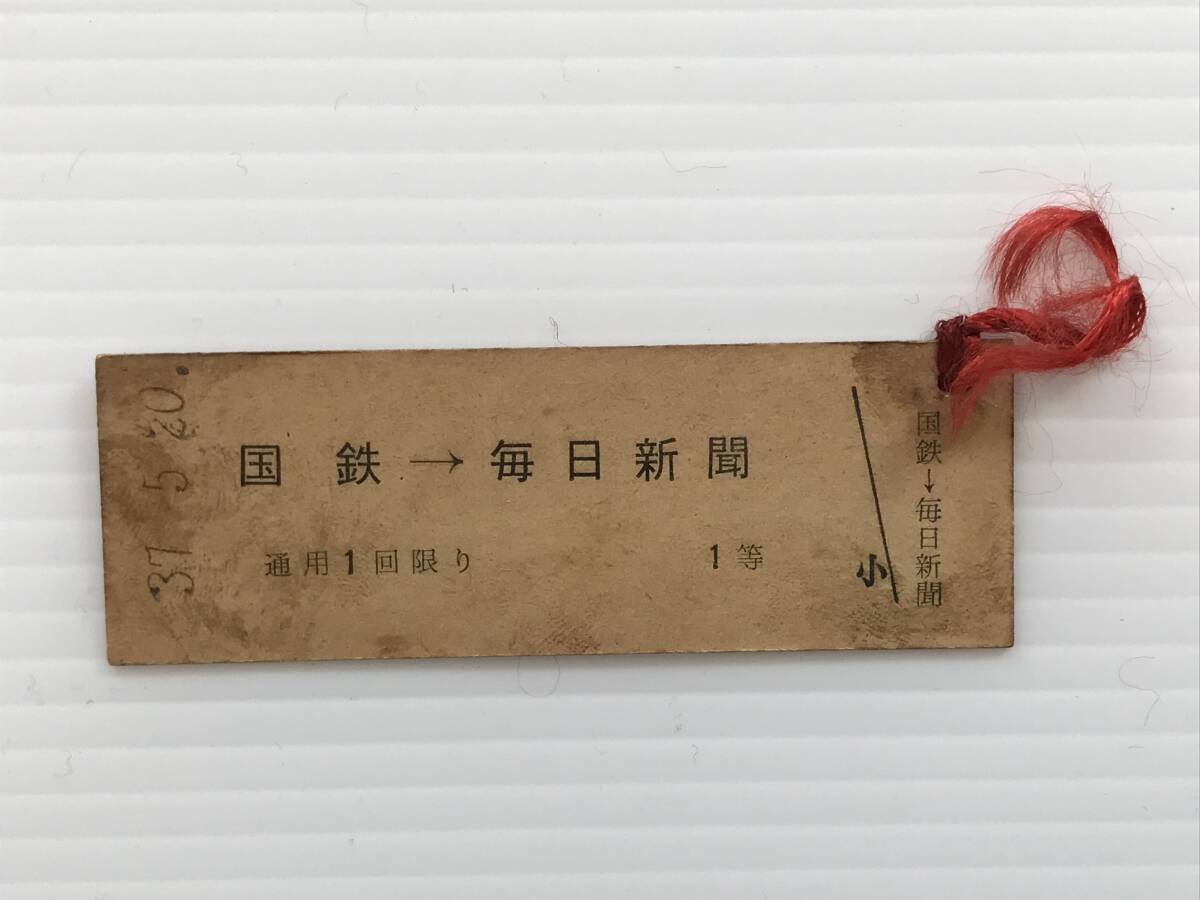 37.5.20.
国鉄→毎日新聞
通用1回限り 1等
小
国鉄→毎日新聞